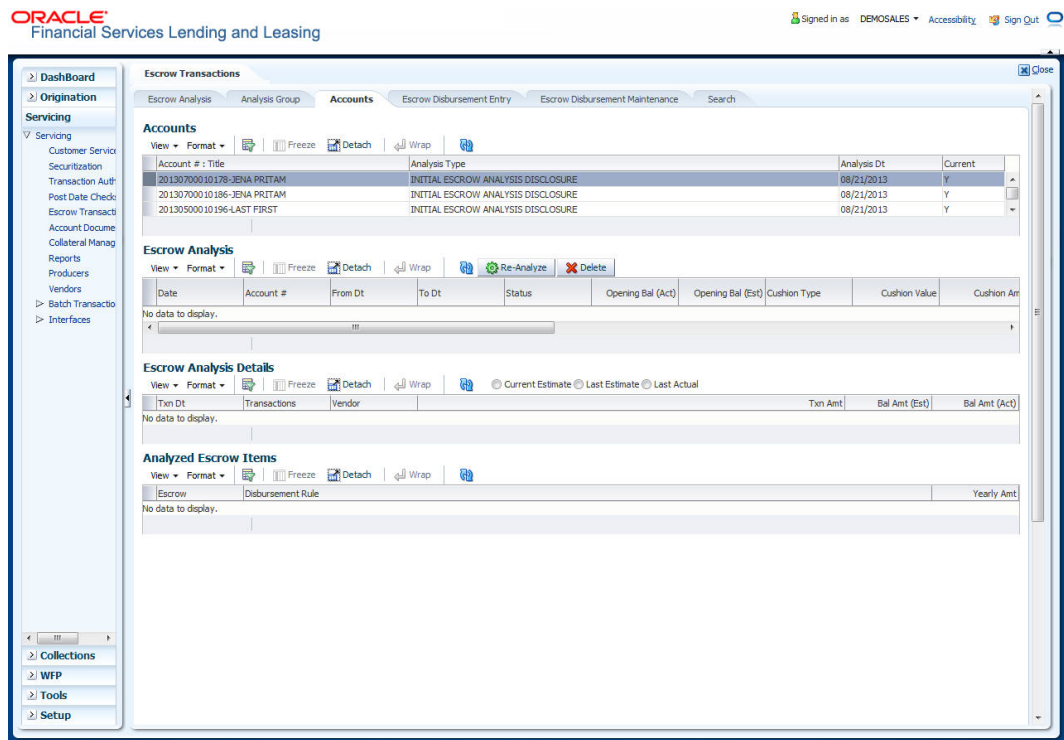 ORACLE
Financial Services Lending and Leasing
Signed in as DEMOSALES Accessibility Sign Out
Close
DashBoard
Origination
Servicing
Servicing
Customer Service
Securitization
Transaction Auth
Post Date Checks
Escrow Transacti
Account Docume
Collateral Manag
Reports
Producers
Vendors
Batch Transactio
Interfaces
Collections
WFP
Tools
Setup
Escrow Transactions
Escrow Analysis Analysis Group Accounts Escrow Disbursement Entry Escrow Disbursement Maintenance Search
Accounts
View Format Freeze Detach Wrap
Account # : Title Analysis Type Analysis Dt Current
20130700010178-JENA PRITAM INITIAL ESCROW ANALYSIS DISCLOSURE 08/21/2013 Y
20130700010186-JENA PRITAM INITIAL ESCROW ANALYSIS DISCLOSURE 08/21/2013 Y
20130500010196-LAST FIRST INITIAL ESCROW ANALYSIS DISCLOSURE 08/21/2013 Y
Escrow Analysis
View Format Freeze Detach Wrap Re-Analyze Delete
Date Account # From Dt To Dt Status Opening Bal (Act) Opening Bal (Est) Cushion Type Cushion Value Cushion Am
No data to display.
Escrow Analysis Details
View Format Freeze Detach Wrap Current Estimate Last Estimate Last Actual
Txn Dt Transactions Vendor Txn Amt Bal Amt (Est) Bal Amt (Act)
No data to display.
Analyzed Escrow Items
View Format Freeze Detach Wrap
Escrow Disbursement Rule Yearly Amt
No data to display.